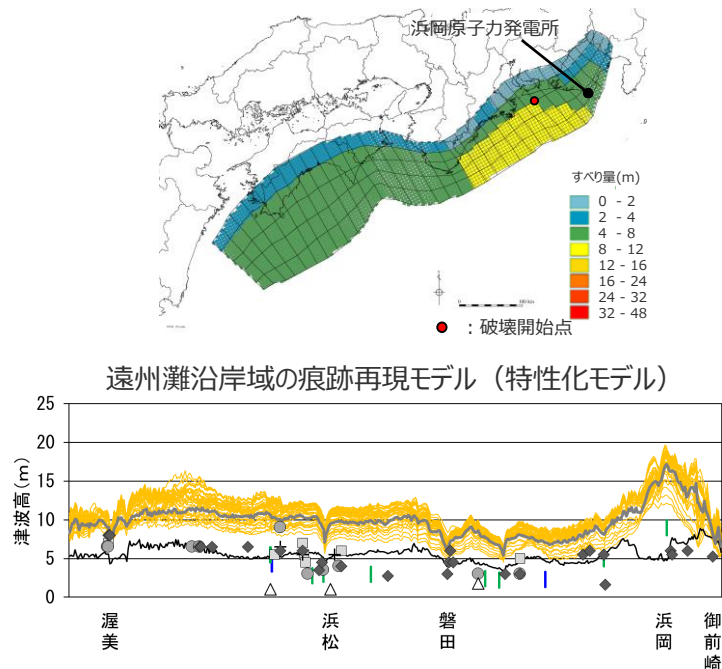 浜岡原子力発電所
すべり量(m)
0 - 2
2 - 4
4 - 8
8 - 12
12 - 16
16 - 24
24 - 32
32 - 48
：破壊開始点
遠州灘沿岸域の痕跡再現モデル（特性化モデル）
津波高(m)
25
20
15
10
5
0
渥美
浜松
磐田
浜岡
御前崎